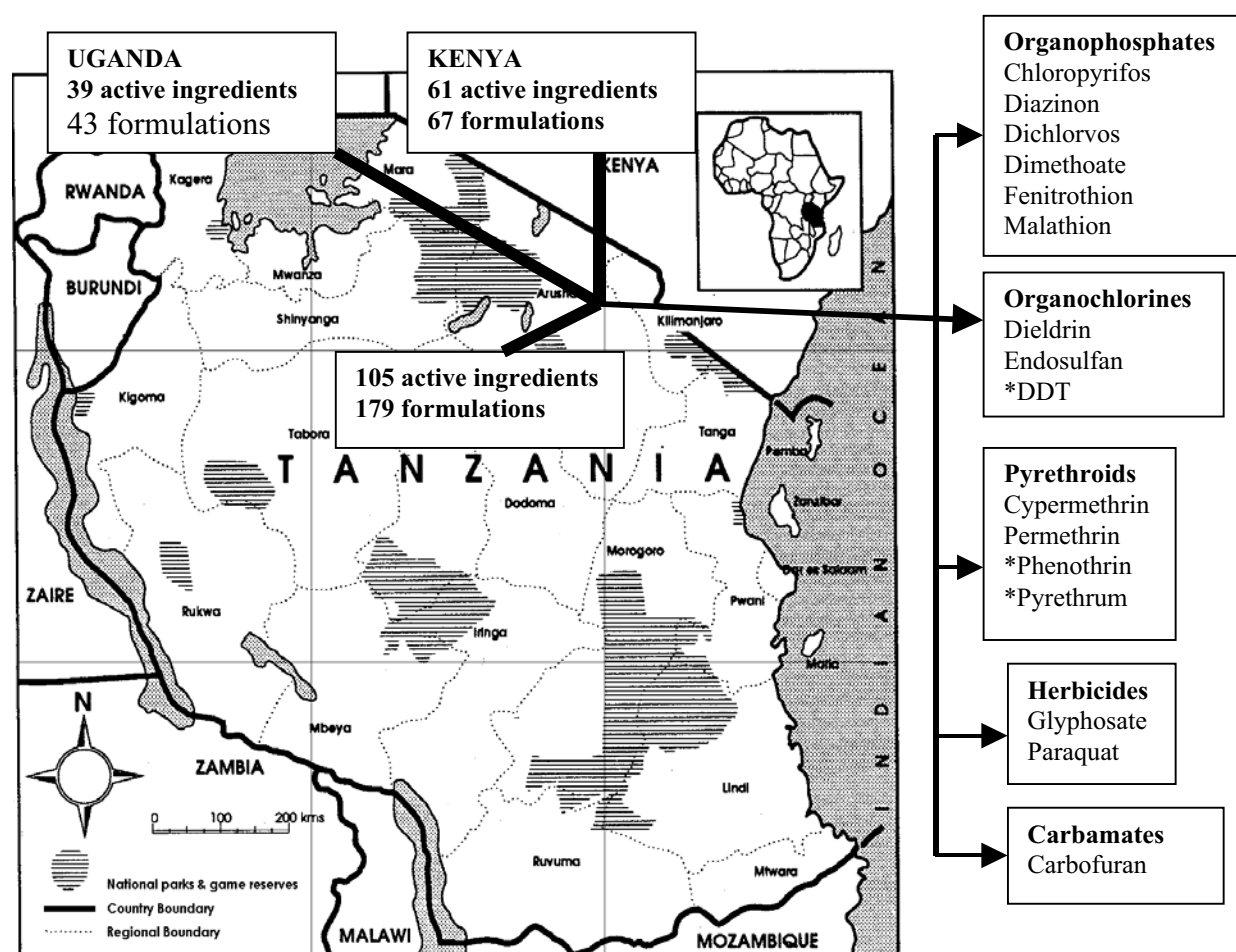 UGANDA
39 active ingredients
43 formulations
KENYA
61 active ingredients
67 formulations
Organophosphates
Chloropyrifos
Diazinon
Dichlorvos
Dimethoate
Fenitrothion
Malathion
Organochlorines
Dieldrin
Endosulfan
*DDT
Pyrethroids
Cypermethrin
Permethrin
*Phenothrin
*Pyrethrum
Herbicides
Glyphosate
Paraquat
Carbamates
Carbofuran
105 active ingredients
179 formulations
RWANDA
Kagera
Mara
KENYA
BURUNDI
Mwanza
Shinyanga
Arusha
Kilimanjaro
Kigoma
Tabora
Tanga
Pemba
TANZANIA
Zanzibar
Dodoma
Morogoro
Dar es Salaam
Pwani
ZAIRE
Rukwa
Iringa
Mafia
INDIAN OCEAN
N
Mbeya
ZAMBIA
Lindi
0 100 200 kms
Ruvuma
Mtwara
National parks & game reserves
Country Boundary
Regional Boundary
MALAWI
MOZAMBIQUE